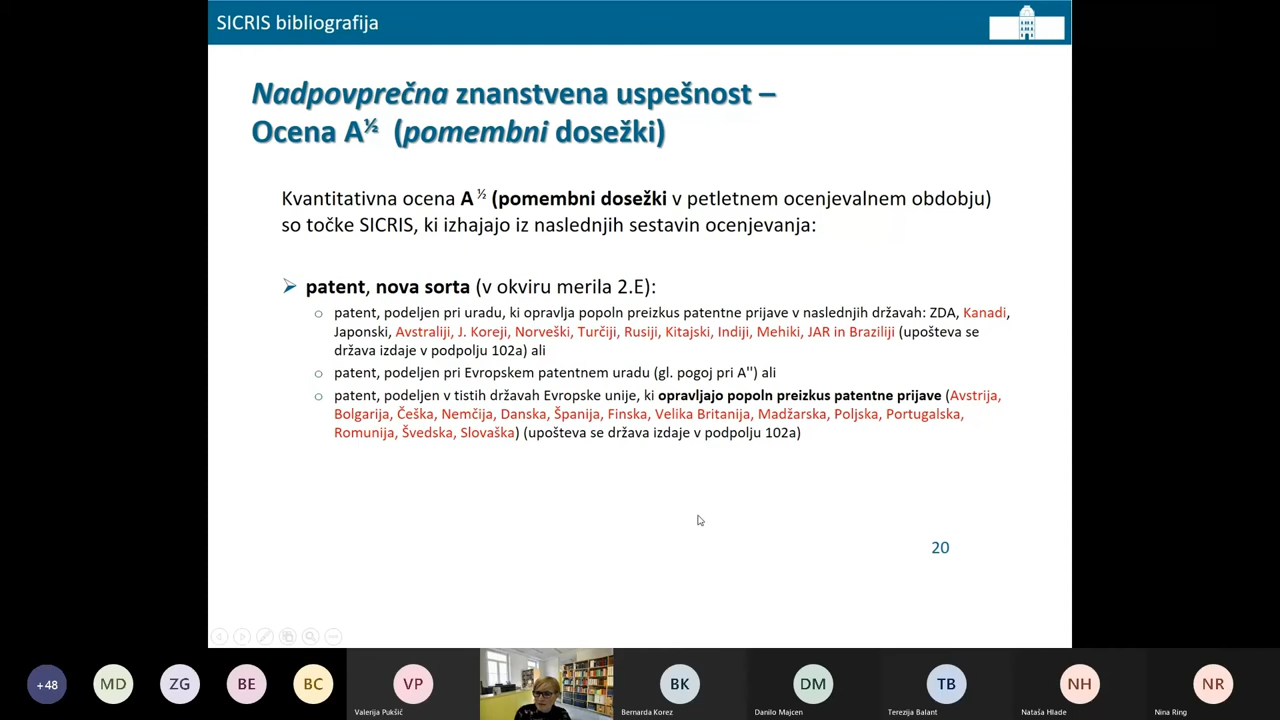 SICRIS bibliografija
Nadpovprečna znanstvena uspešnost –
Ocena A½ (pomembni dosežki)
Kvantitativna ocena A ½ (pomembni dosežki v petletnem ocenjevalnem obdobju)
so točke SICRIS, ki izhajajo iz naslednjih sestavin ocenjevanja:
➢ patent, nova sorta (v okviru merila 2.E):
○ patent, podeljen pri uradu, ki opravlja popoln preizkus patentne prijave v naslednjih državah: ZDA, Kanadi,
Japonski, Avstraliji, J. Koreji, Norveški, Turčiji, Rusiji, Kitajski, Indiji, Mehiki, JAR in Braziliji (upošteva se
država izdaje v podpolju 102a) ali
○ patent, podeljen pri Evropskem patentnem uradu (gl. pogoj pri A'') ali
○ patent, podeljen v tistih državah Evropske unije, ki opravljajo popoln preizkus patentne prijave (Avstrija,
Bolgarija, Češka, Nemčija, Danska, Španija, Finska, Velika Britanija, Madžarska, Poljska, Portugalska,
Romunija, Švedska, Slovaška) (upošteva se država izdaje v podpolju 102a)
20
+48
MD
ZG
BE
BC
VP
Valerija Pukšič
BK
Bernarda Korez
DM
Danilo Majcen
TB
Terezija Balant
NH
Nataša Hlade
NR
Nina Ring